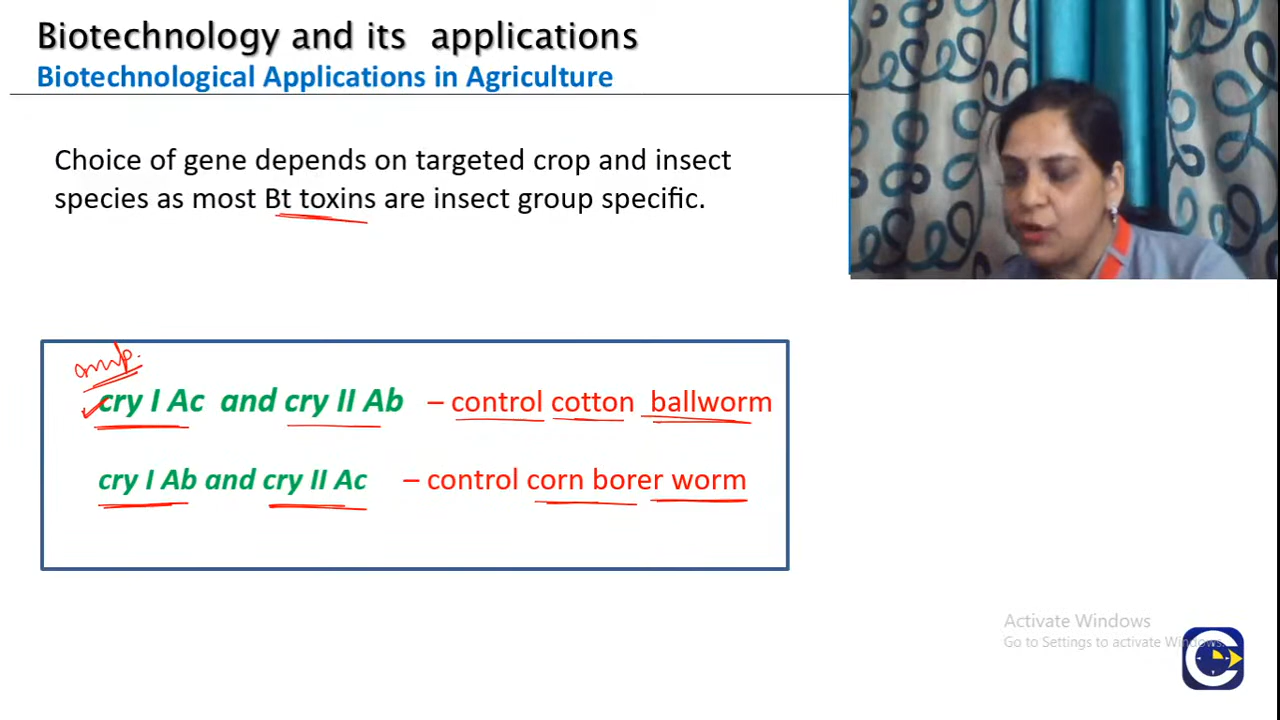 Biotechnology and its applications
Biotechnological Applications in Agriculture
Choice of gene depends on targeted crop and insect
species as most Bt toxins are insect group specific.
cry I Ac and cry II Ab – control cotton ballworm
cry I Ab and cry II Ac – control corn borer worm
Activate Windows
Go to Settings to activate Windows.